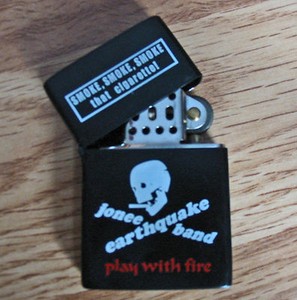 SMOKE, SMOKE, SMOKE
that cigarette!
jonee
earthquake
band
play with fire